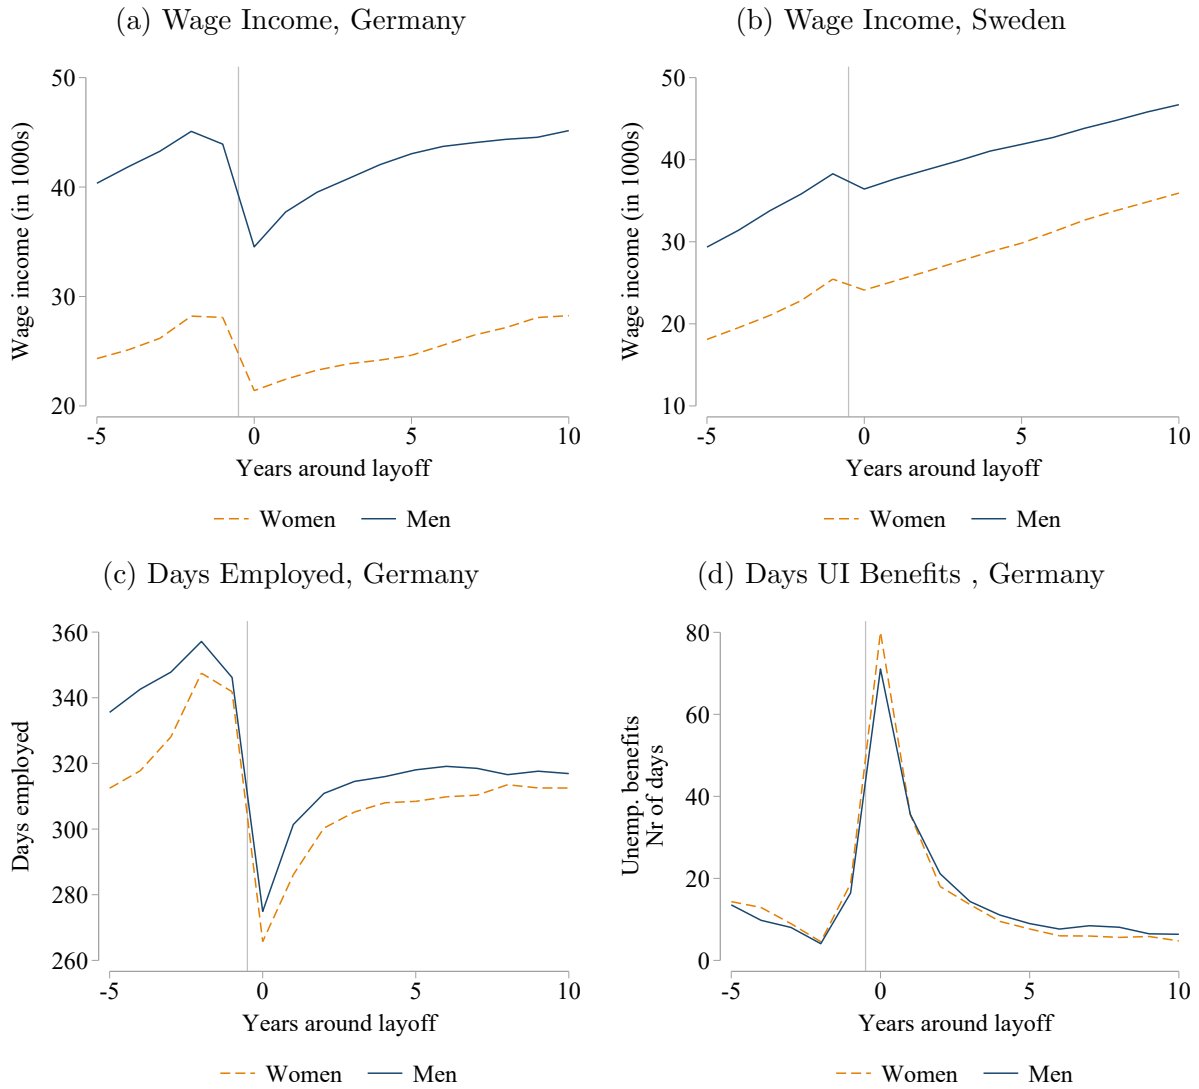 (a) Wage Income, Germany
50
40
30
20
Wage income (in 1000s)
-5 0 5 10
Years around layoff
Women Men
(b) Wage Income, Sweden
50
40
30
20
10
Wage income (in 1000s)
-5 0 5 10
Years around layoff
Women Men
(c) Days Employed, Germany
360
340
320
300
280
260
Days employed
-5 0 5 10
Years around layoff
Women Men
(d) Days UI Benefits , Germany
80
60
40
20
0
Unemp. benefits
Nr of days
-5 0 5 10
Years around layoff
Women Men